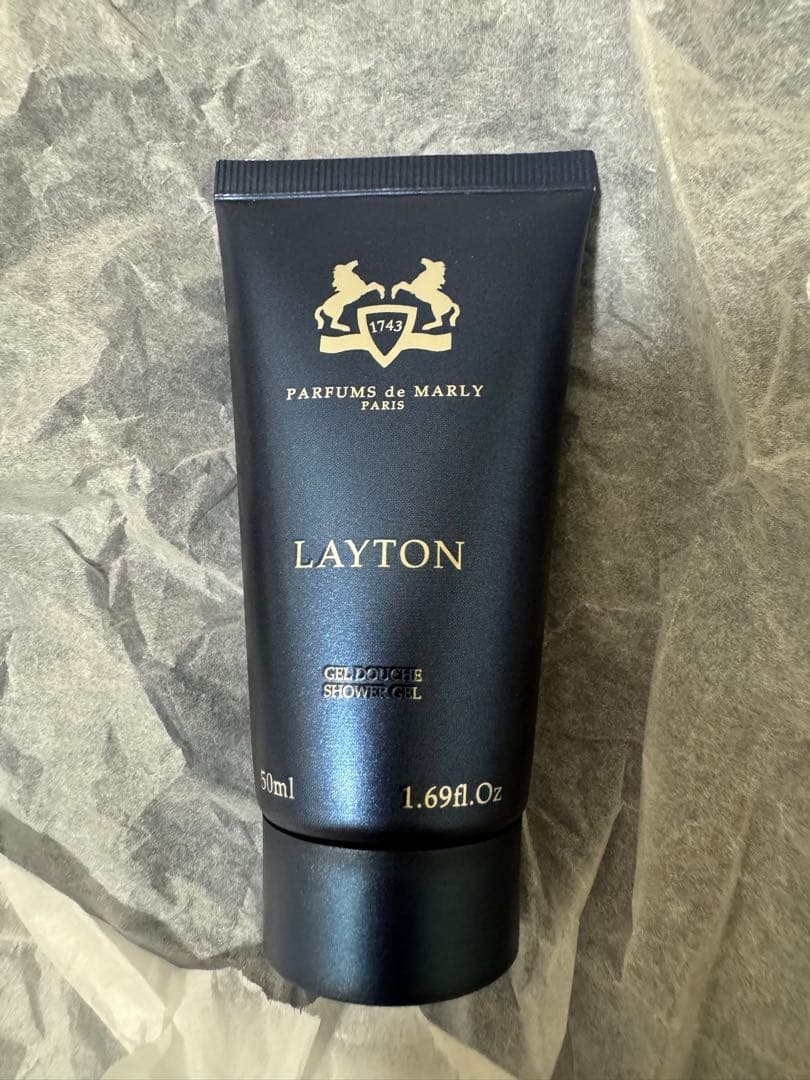 1743
PARFUMS de MARLY
PARIS
LAYTON
GEL DOUCHE
SHOWER GEL
50ml 1.69fl.Oz